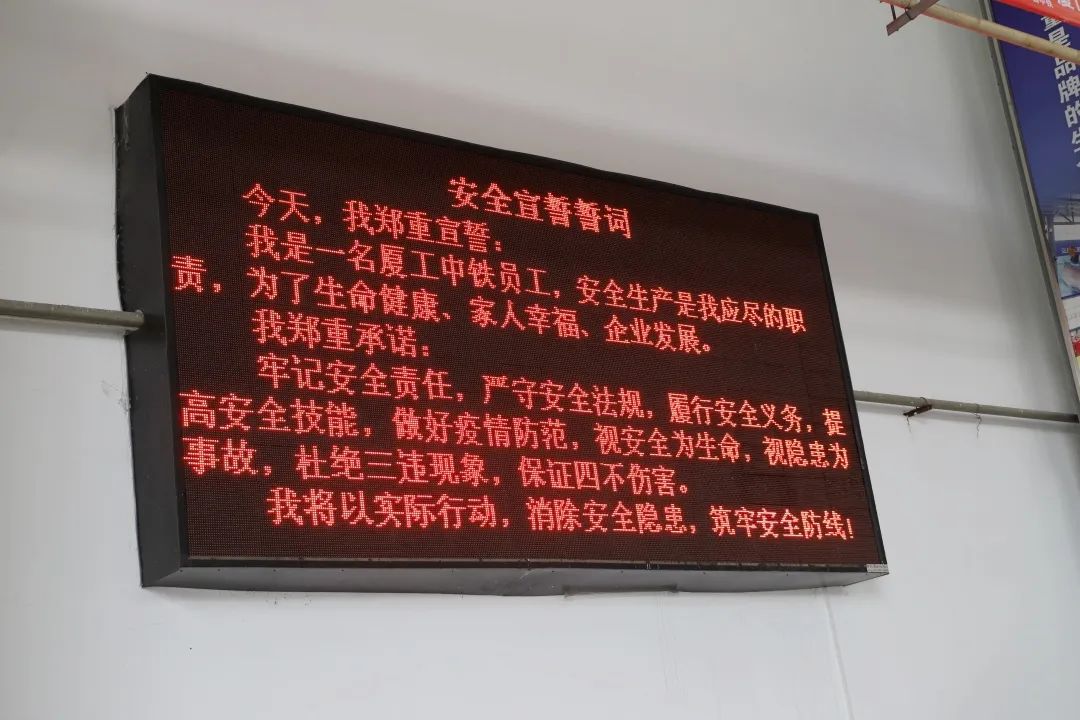 安全宣誓誓词
今天，我郑重宣誓：
我是一名厦工中铁员工，安全生产是我应尽的职
责，为了生命健康、家人幸福、企业发展。
我郑重承诺：
牢记安全责任，严守安全法规，履行安全义务，提
高安全技能，做好疫情防范，视安全为生命，视隐患为
事故，杜绝三违现象，保证四不伤害。
我将以实际行动，消除安全隐患，筑牢安全防线！
量是品牌的生